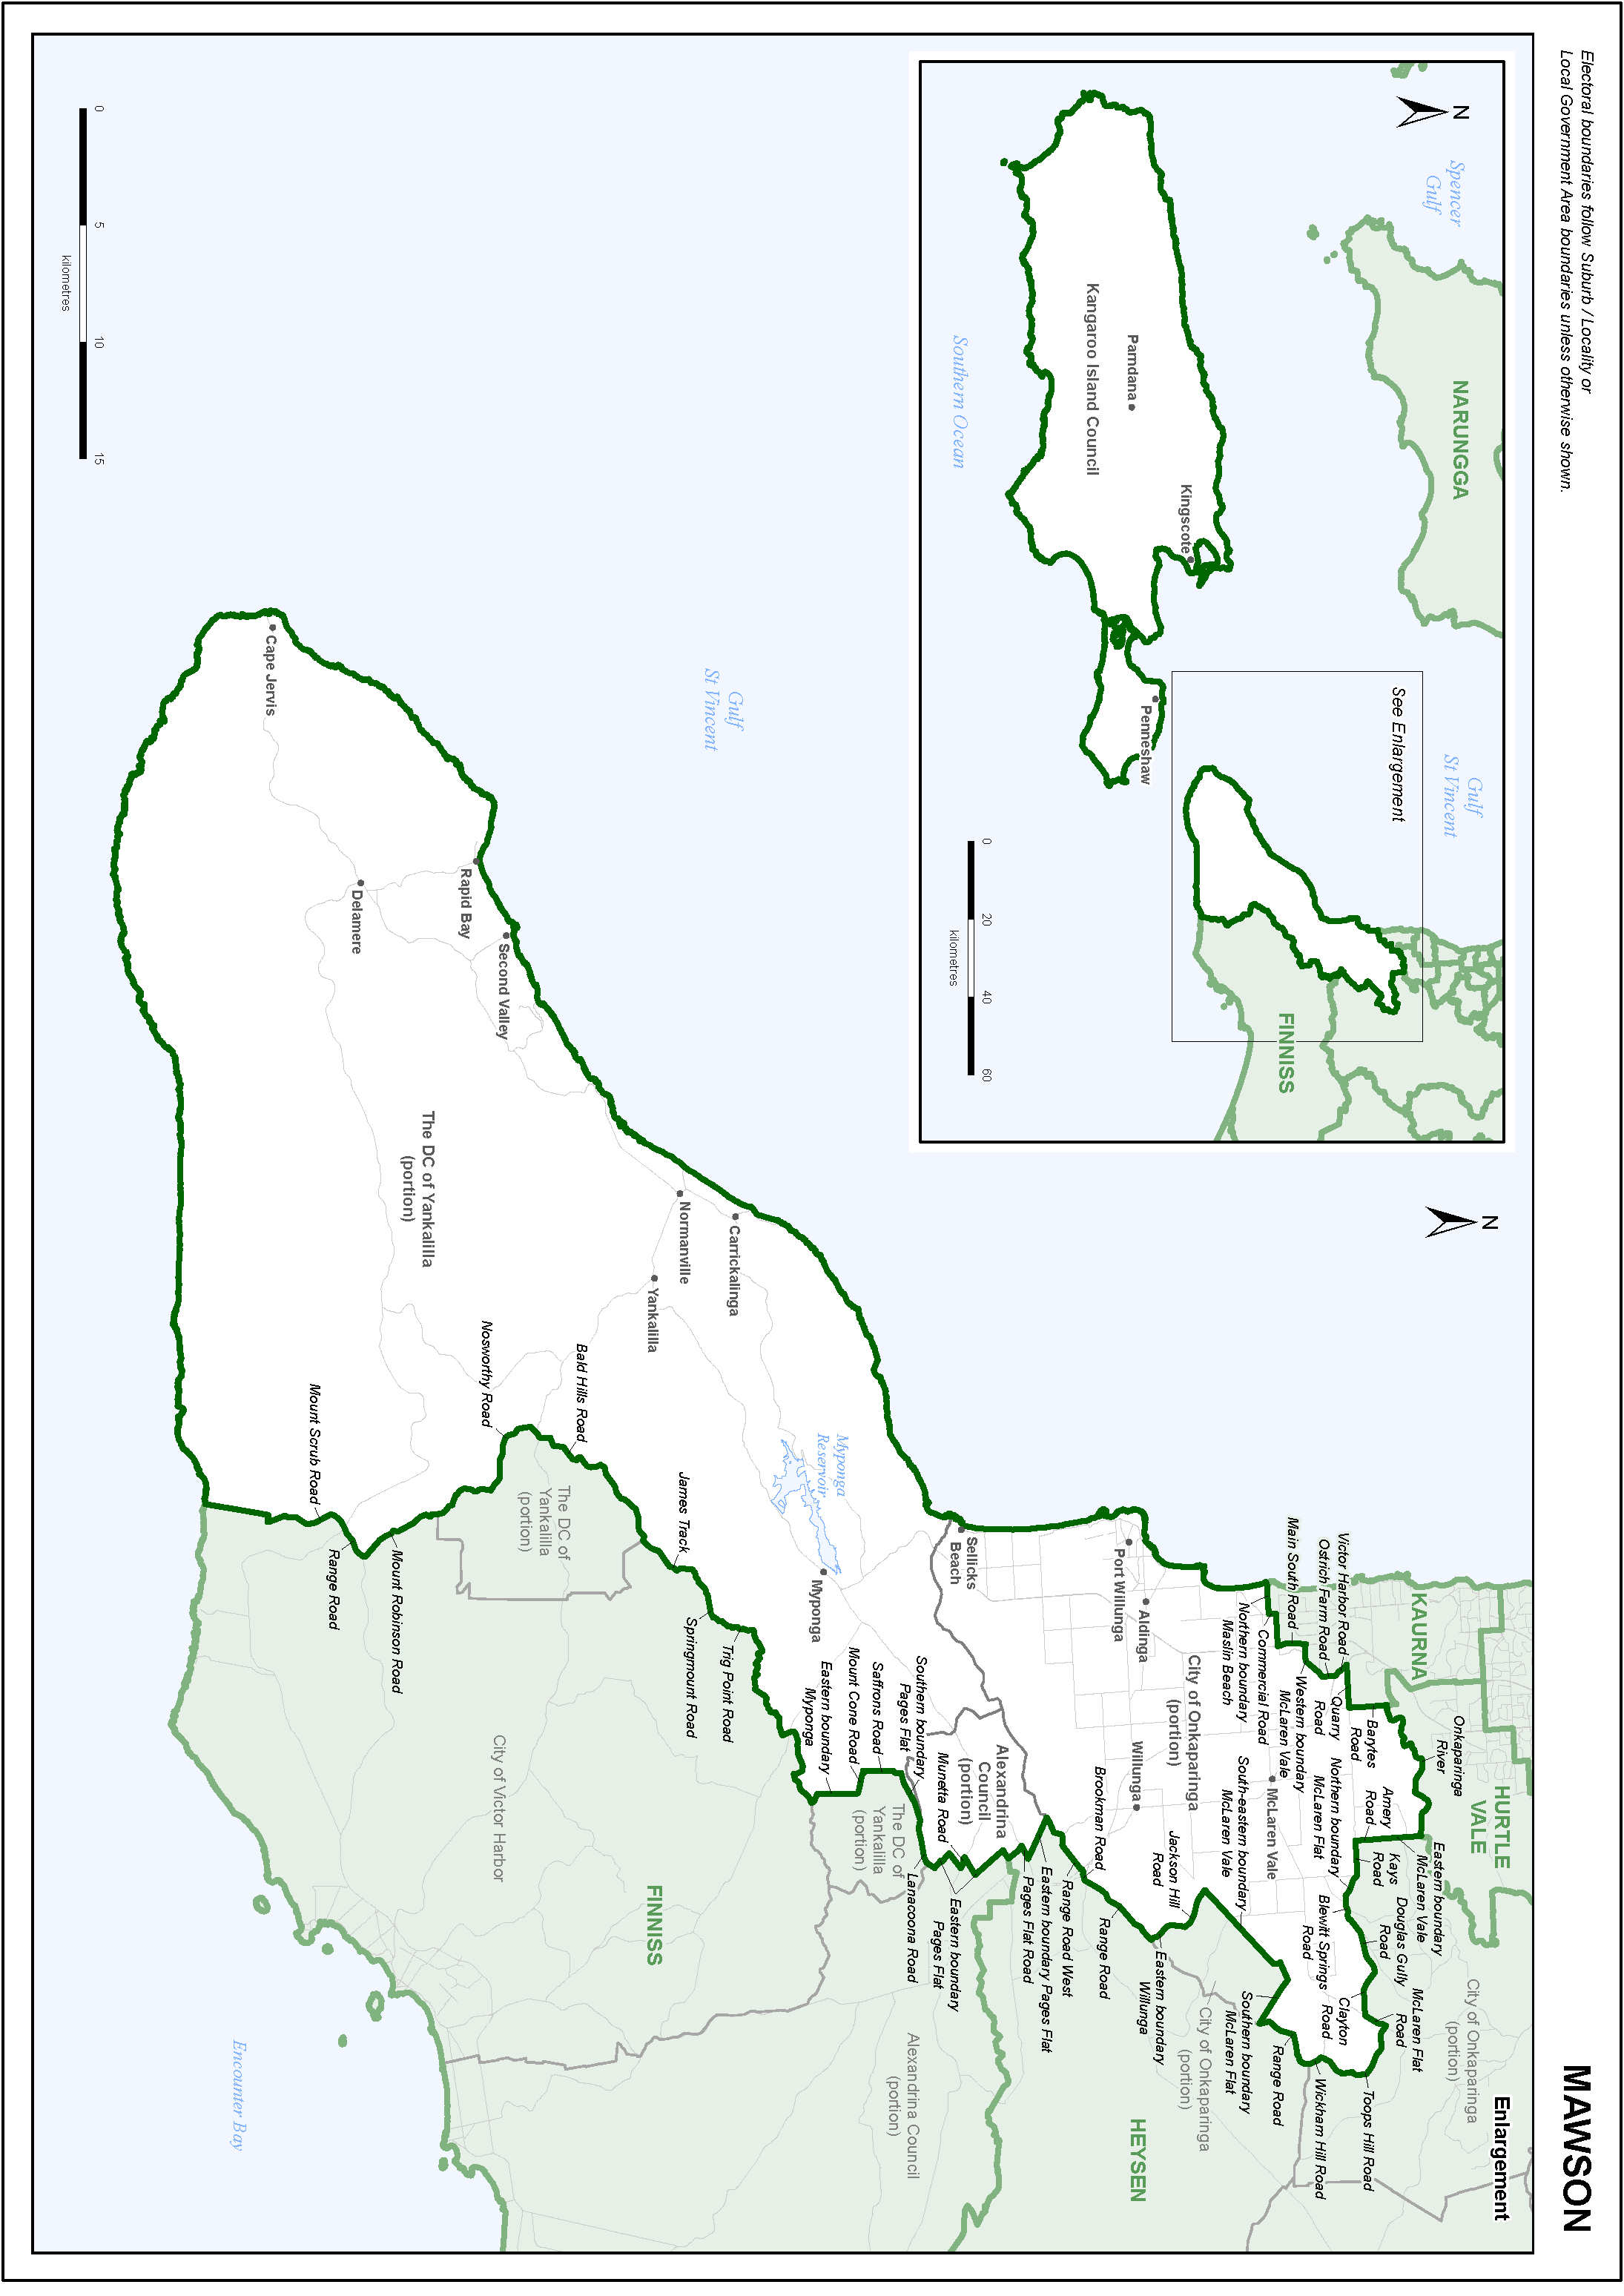 MAWSON
Electoral boundaries follow Suburb / Locality or
Local Government Area boundaries unless otherwise shown.
Enlargement
N
Spencer
Gulf
NARUNGGA
Gulf
St Vincent
See Enlargement
Kingscote
Parndana
Kangaroo Island Council
Penneshaw
Southern Ocean
FINNISS
0
20
40
60
kilometres
N
KAURNA
HURTLE
VALE
Onkaparinga
River
City of Onkaparinga
(portion)
Victor Harbor Road
Ostrich Farm Road
Main South Road
Quarry
Road
Barytes
Road
Amery
Road
Eastern boundary
McLaren Vale
Kays
Road
Douglas Gully
Road
McLaren Flat
Road
Western boundary
McLaren Vale
Northern boundary
McLaren Flat
Blewitt Springs
Road
Clayton
Road
Toops Hill Road
Wickham Hill Road
Range Road
Commercial Road
Northern boundary
Maslin Beach
McLaren Vale
South-eastern boundary
McLaren Vale
Southern boundary
McLaren Flat
City of Onkaparinga
(portion)
City of Onkaparinga
(portion)
Jackson Hill
Road
Eastern boundary
Willunga
HEYSEN
Aldinga
Port Willunga
Willunga
Brookman Road
Range Road
Range Road West
Eastern boundary Pages Flat
Pages Flat Road
Sellicks
Beach
Alexandrina
Council
(portion)
Munetta Road
Eastern boundary
Pages Flat
Southern boundary
Pages Flat
Lanacoona Road
Saffrons Road
Mount Cone Road
Eastern boundary
Myponga
The DC of
Yankalilla
(portion)
Alexandrina Council
(portion)
Myponga
Reservoir
Myponga
Gulf
St Vincent
Carrickalinga
Normanville
Yankalilla
Trig Point Road
Springmount Road
James Track
FINNISS
Bald Hills Road
The DC of
Yankalilla
(portion)
Second Valley
Rapid Bay
Nosworthy Road
City of Victor Harbor
The DC of Yankalilla
(portion)
Mount Robinson Road
Delamere
Range Road
Mount Scrub Road
Cape Jervis
Encounter Bay
0
5
10
15
kilometres